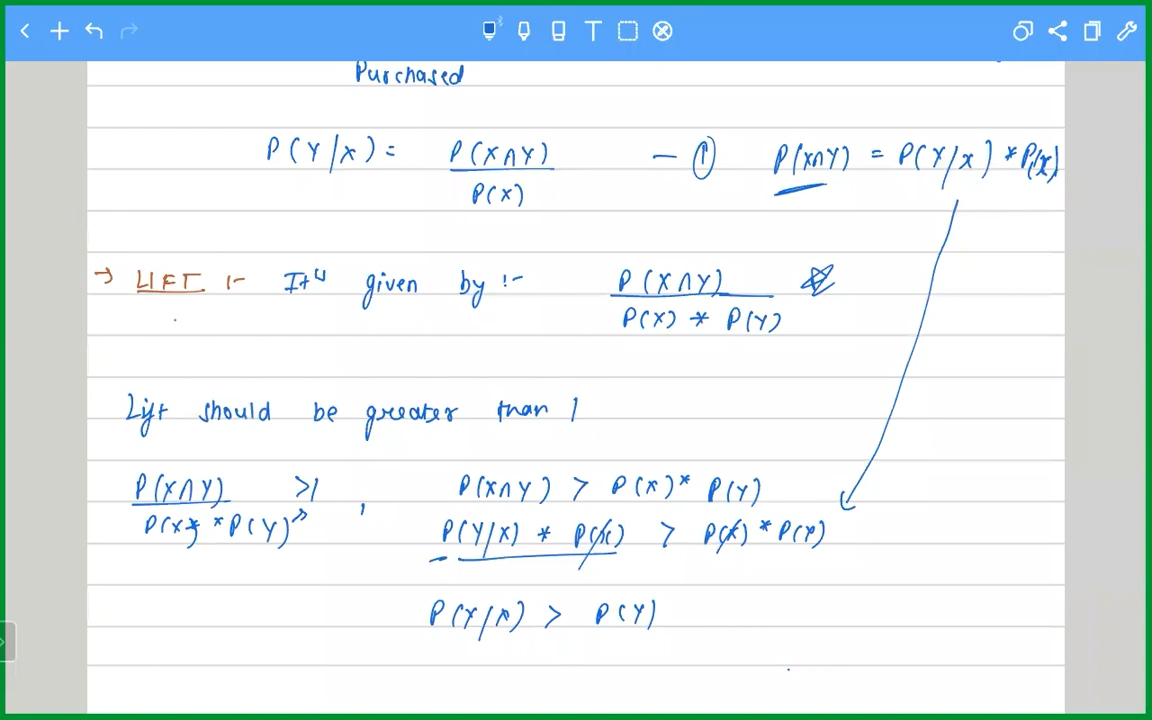 Purchased
P(Y/X) = P(X∩Y) / P(X) — ① P(X∩Y) = P(Y/X) * P(X)
→ LIFT :- It's given by :- P(X∩Y) / P(X) * P(Y)
Lift should be greater than 1
P(X∩Y) / P(X) * P(Y) >1 , P(X∩Y) > P(X) * P(Y)
P(Y/X) * P(X) > P(X) * P(Y)
P(Y/X) > P(Y)